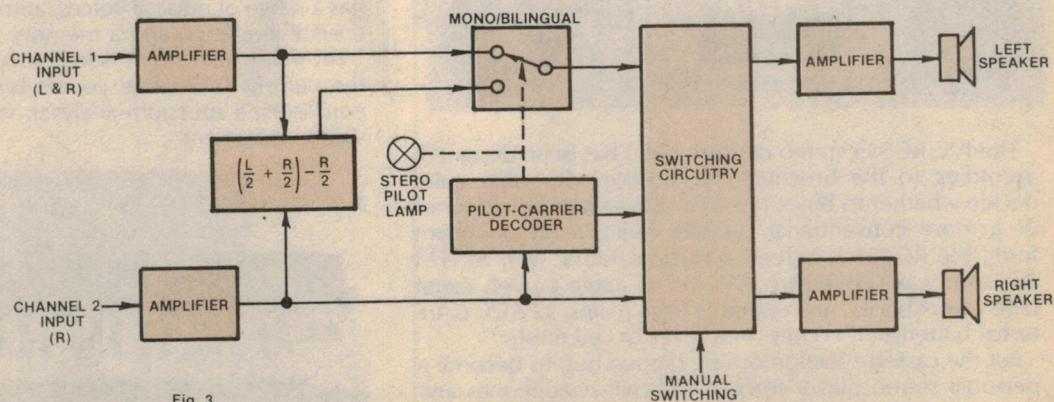 MONO/BILINGUAL
CHANNEL 1
INPUT
(L & R)
AMPLIFIER
AMPLIFIER
LEFT
SPEAKER
(L/2 + R/2) - R/2
STERO
PILOT
LAMP
PILOT-CARRIER
DECODER
SWITCHING
CIRCUITRY
CHANNEL 2
INPUT
(R)
AMPLIFIER
AMPLIFIER
RIGHT
SPEAKER
MANUAL
SWITCHING
Fig. 3